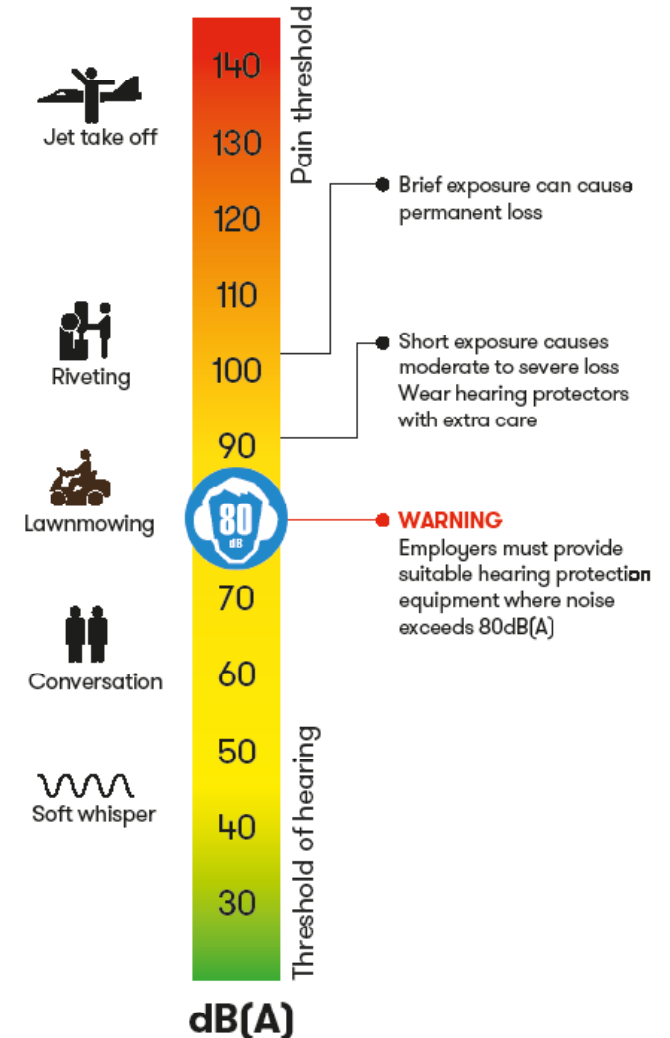 140
130
120
110
100
90
80
dB
70
60
50
40
30
dB(A)
Pain threshold
Threshold of hearing
Jet take off
Riveting
Lawnmowing
Conversation
Soft whisper
Brief exposure can cause
permanent loss
Short exposure causes
moderate to severe loss
Wear hearing protectors
with extra care
WARNING
Employers must provide
suitable hearing protection
equipment where noise
exceeds 80dB(A)